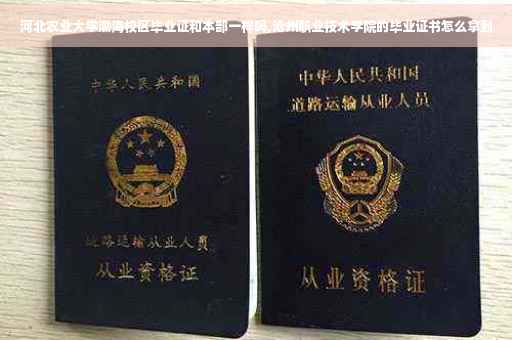 河北农业大学渤海校区毕业证和本部一样吗,沧州职业技术学院的毕业证书怎么拿到
中华人民共和国
道路运输从业人员
从业资格证
中华人民共和国
道路运输从业人员
从业资格证